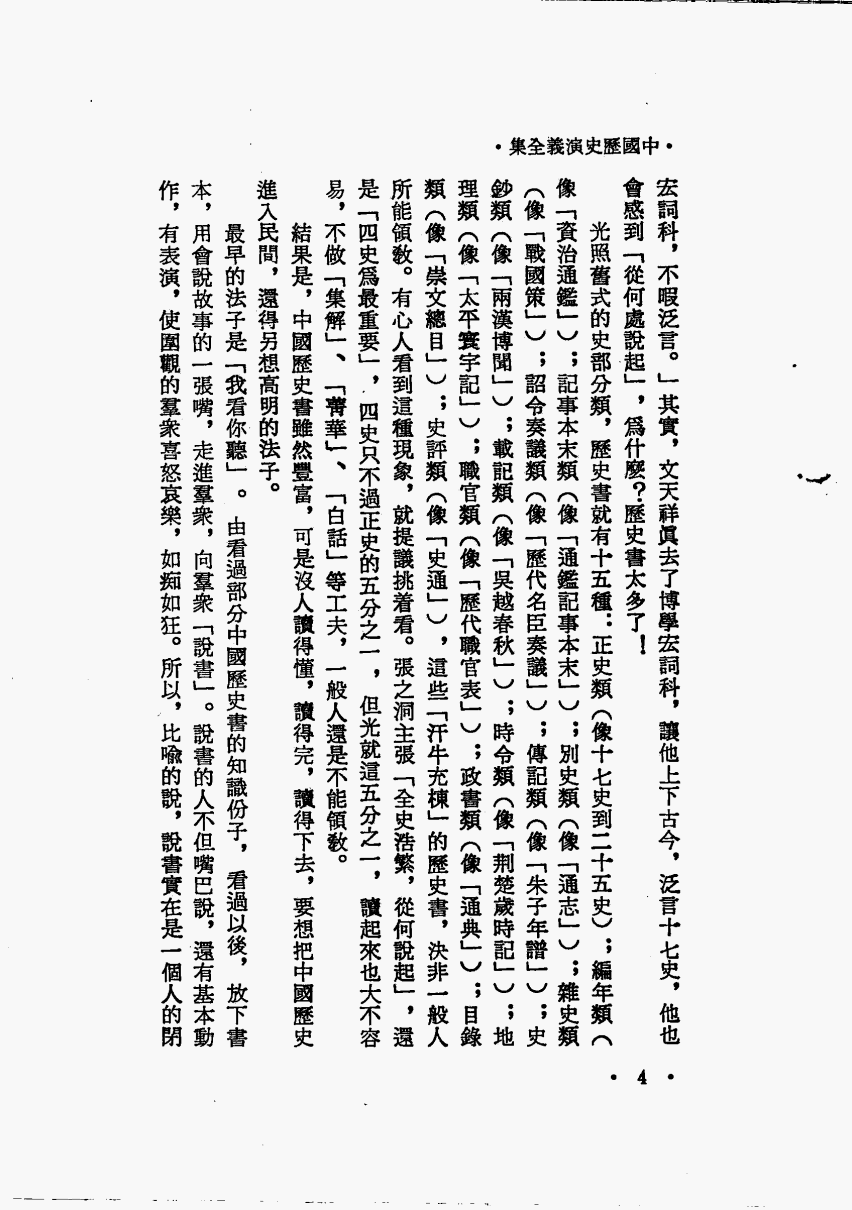 ·中國歷史演義全集·
宏詞科，不暇泛言。」其實，文天祥眞去了博學宏詞科，讓他上下古今，泛言十七史，他也
會感到「從何處說起」，爲什麼？歷史書太多了！
光照舊式的史部分類，歷史書就有十五種：正史類（像十七史到二十五史）；編年類（
像「資治通鑑」）；記事本末類（像「通鑑記事本末」）；別史類（像「通志」）；雜史類
（像「戰國策」）；詔令奏議類（像「歷代名臣奏議」）；傳記類（像「朱子年譜」）；史
鈔類（像「兩漢博聞」）；載記類（像「吳越春秋」）；時令類（像「荆楚歲時記」）；地
理類（像「太平寰宇記」）；職官類（像「歷代職官表」）；政書類（像「通典」）；目錄
類（像「崇文總目」）；史評類（像「史通」），這些「汗牛充棟」的歷史書，決非一般人
所能領敎。有心人看到這種現象，就提議挑着看。張之洞主張「全史浩繁，從何說起」，還
是「四史爲最重要」，四史只不過正史的五分之一，但光就這五分之一，讀起來也大不容
易，不做「集解」、「菁華」、「白話」等工夫，一般人還是不能領敎。
結果是，中國歷史書雖然豐富，可是沒人讀得懂，讀得完，讀得下去，要想把中國歷史
進入民間，還得另想高明的法子。
最早的法子是「我看你聽」。由看過部分中國歷史書的知識份子，看過以後，放下書
本，用會說故事的一張嘴，走進羣衆，向羣衆「說書」。說書的人不但嘴巴說，還有基本動
作，有表演，使圍觀的羣衆喜怒哀樂，如痴如狂。所以，比喩的說，說書實在是一個人的閉
· 4 ·